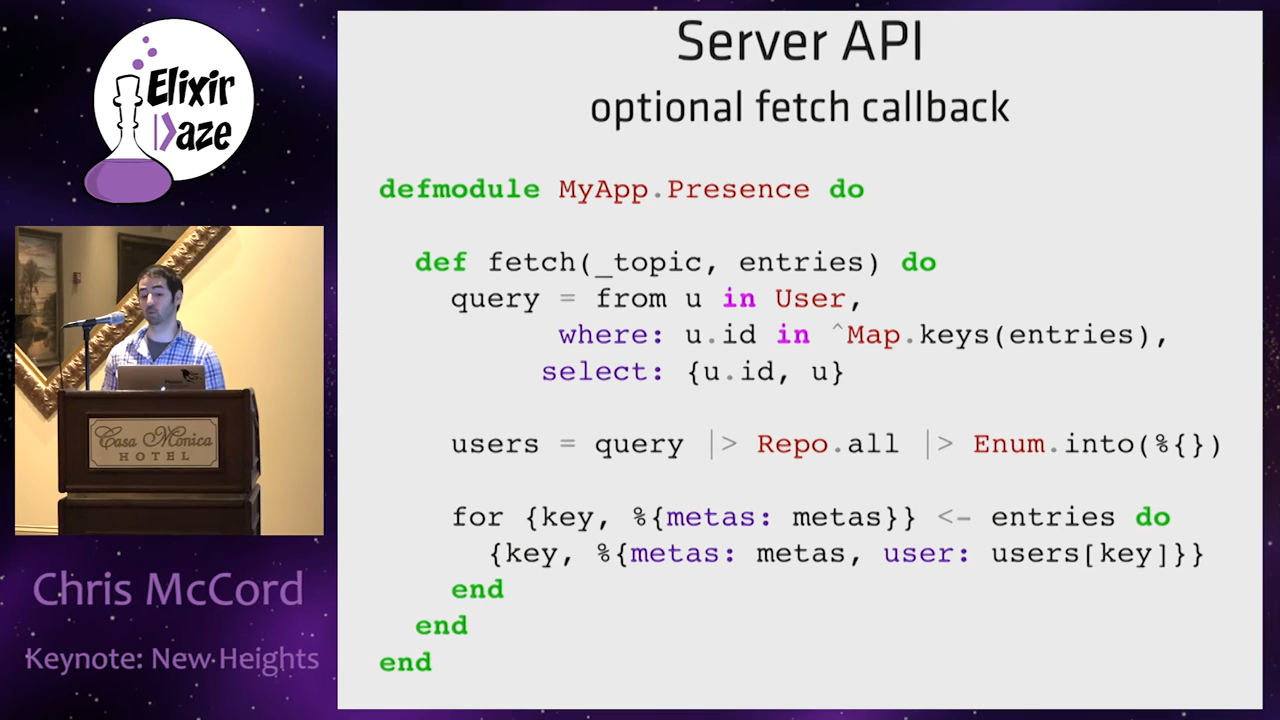 Elixir
Daze
Casa Monica
HOTEL
Chris McCord
Keynote: New Heights
Server API
optional fetch callback
defmodule MyApp.Presence do
def fetch(_topic, entries) do
query = from u in User,
where: u.id in ^Map.keys(entries),
select: {u.id, u}
users = query |> Repo.all |> Enum.into(%{})
for {key, %{metas: metas}} <- entries do
{key, %{metas: metas, user: users[key]}}
end
end
end